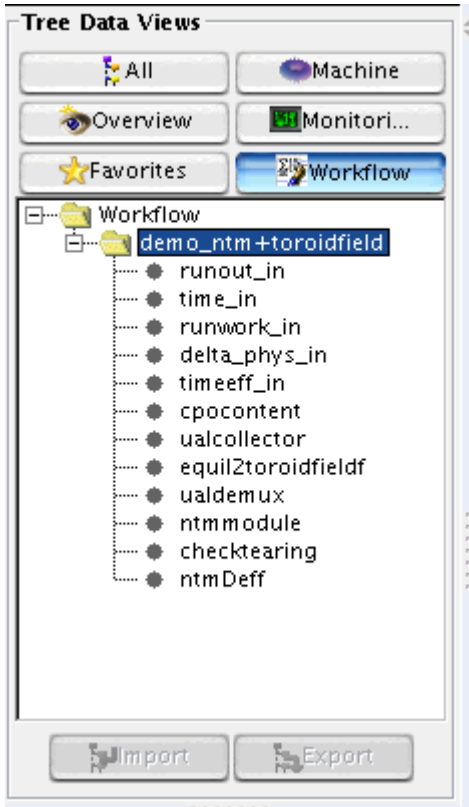 Tree Data Views
All Machine
Overview Monitori...
Favorites Workflow
Workflow
demo_ntm+toroidfield
runout_in
time_in
runwork_in
delta_phys_in
timeeff_in
cpocontent
ualcollector
equil2toroidfieldf
ualdemux
ntmmodule
checktearing
ntmDeff
Import Export